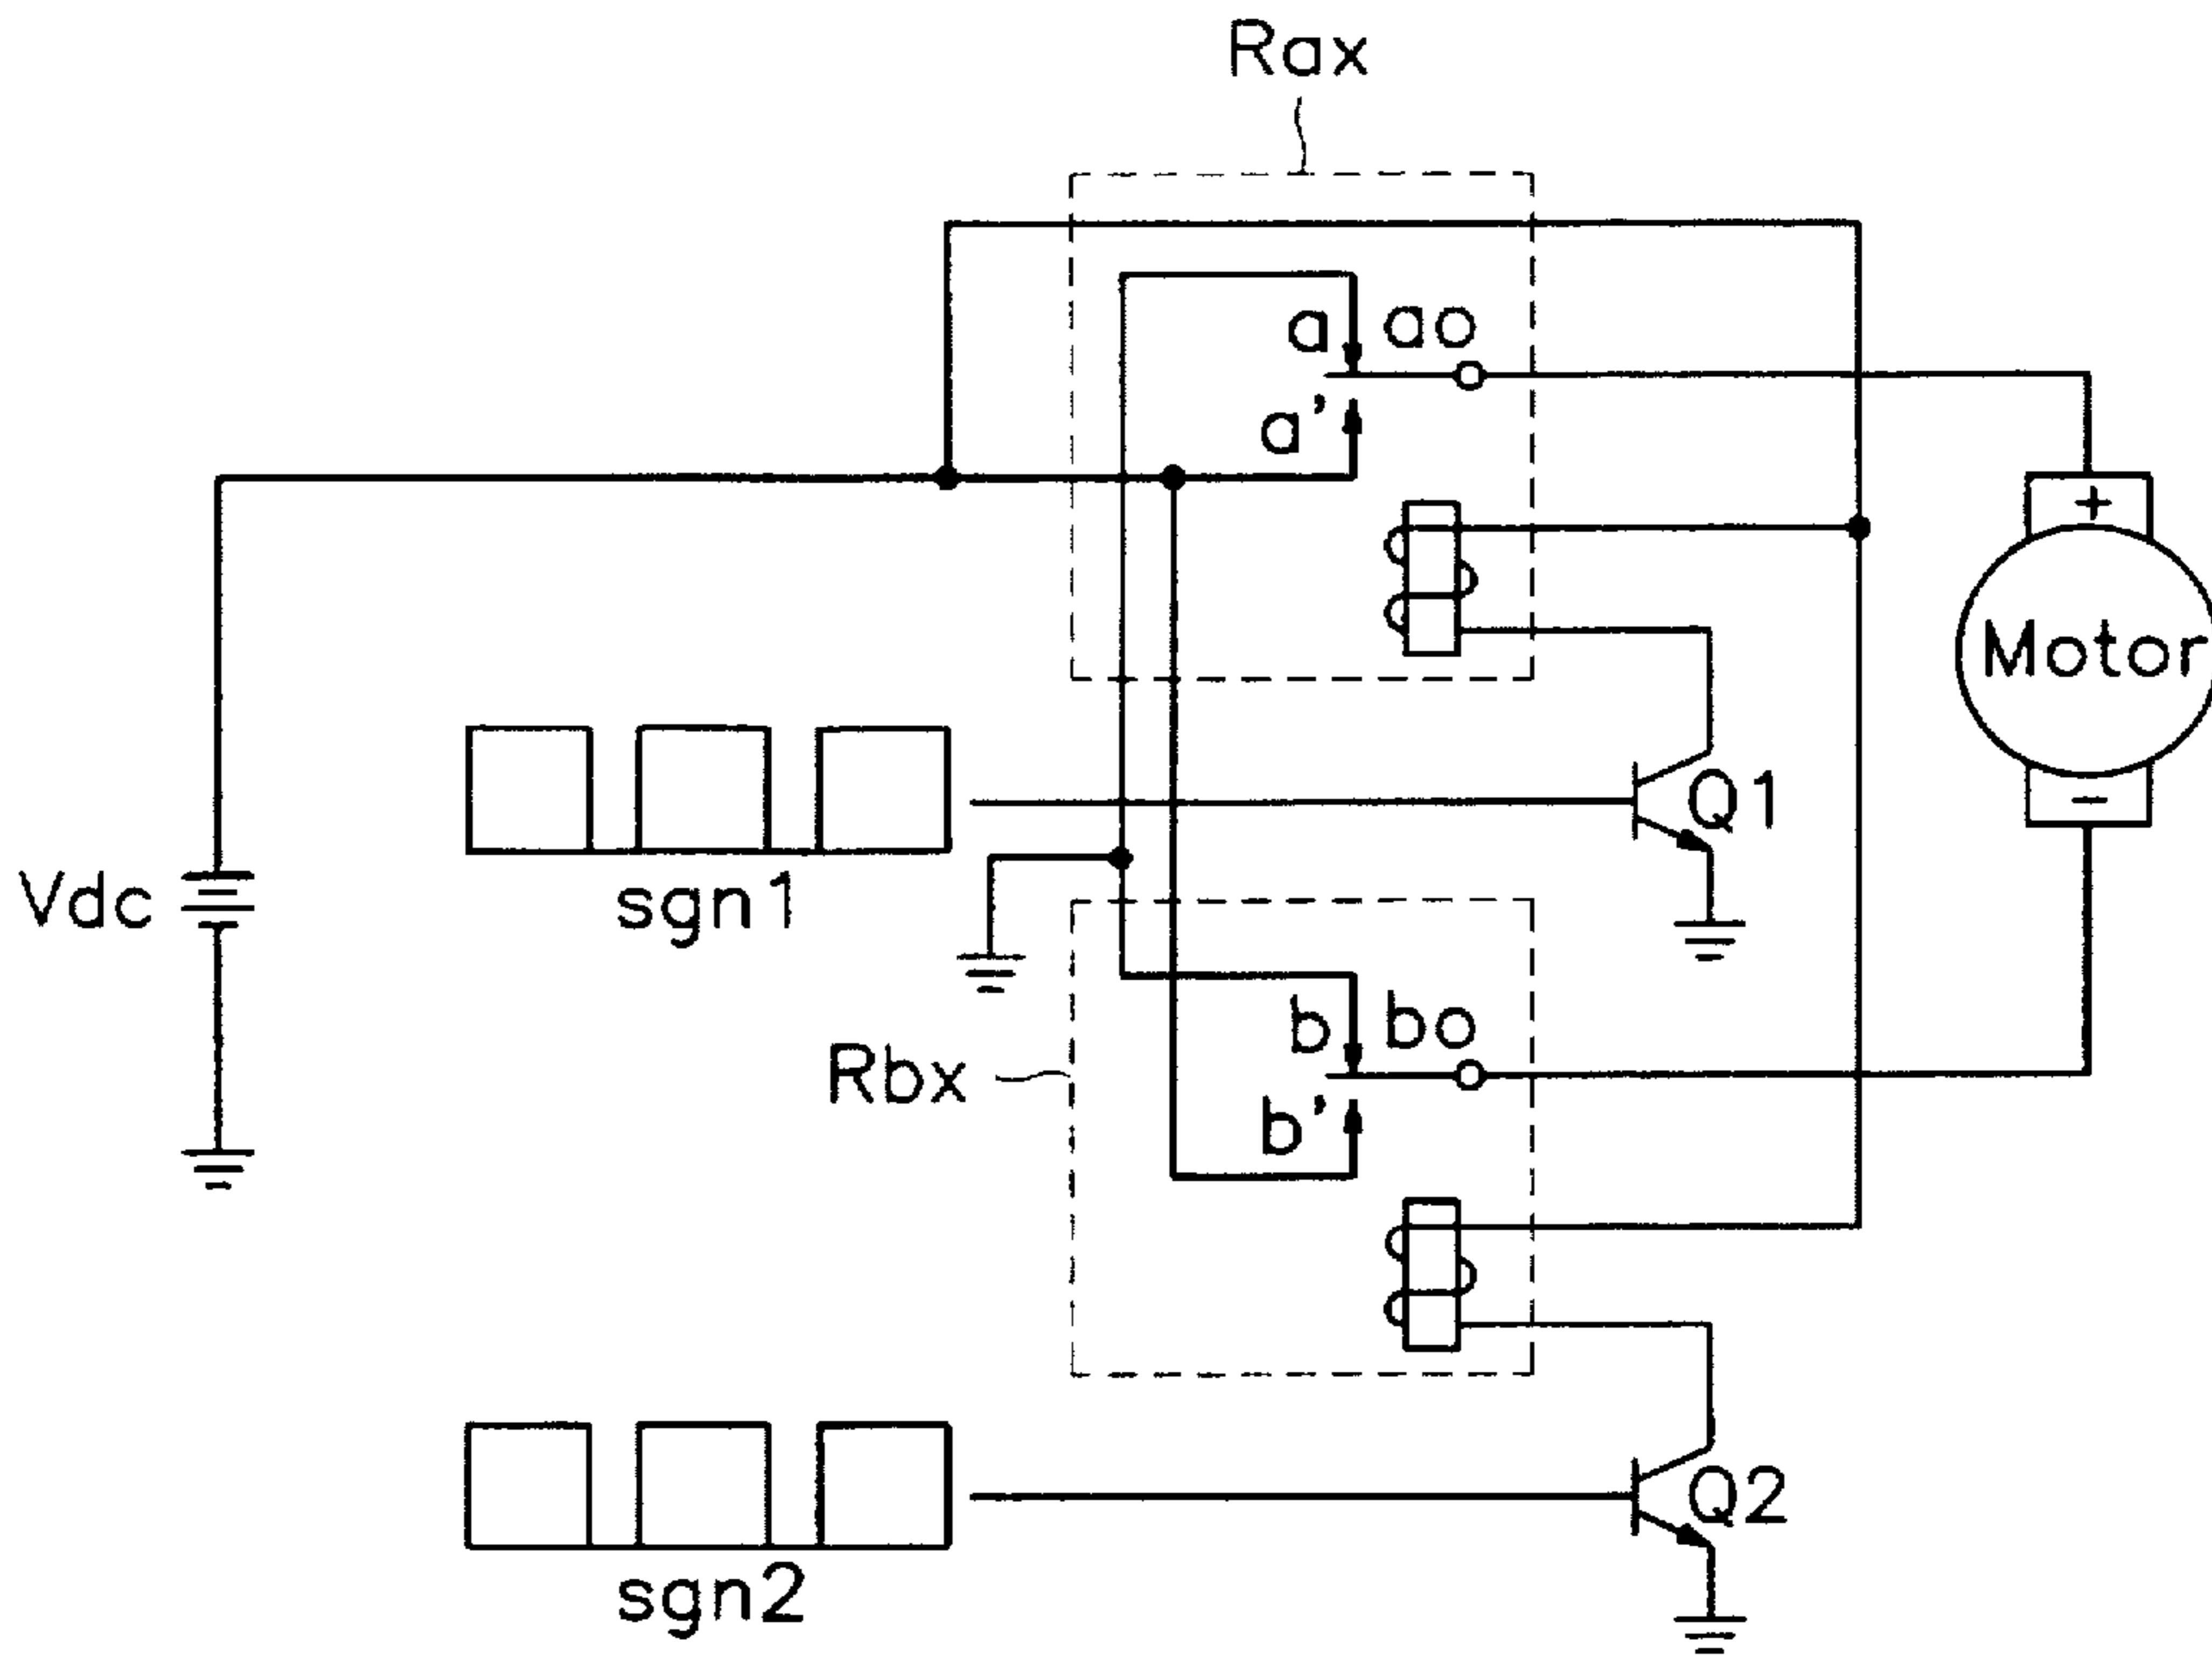 Rax
a
ao
a'
+
Motor
Q1
-
Vdc
sgn1
b
bo
Rbx
b'
Q2
sgn2